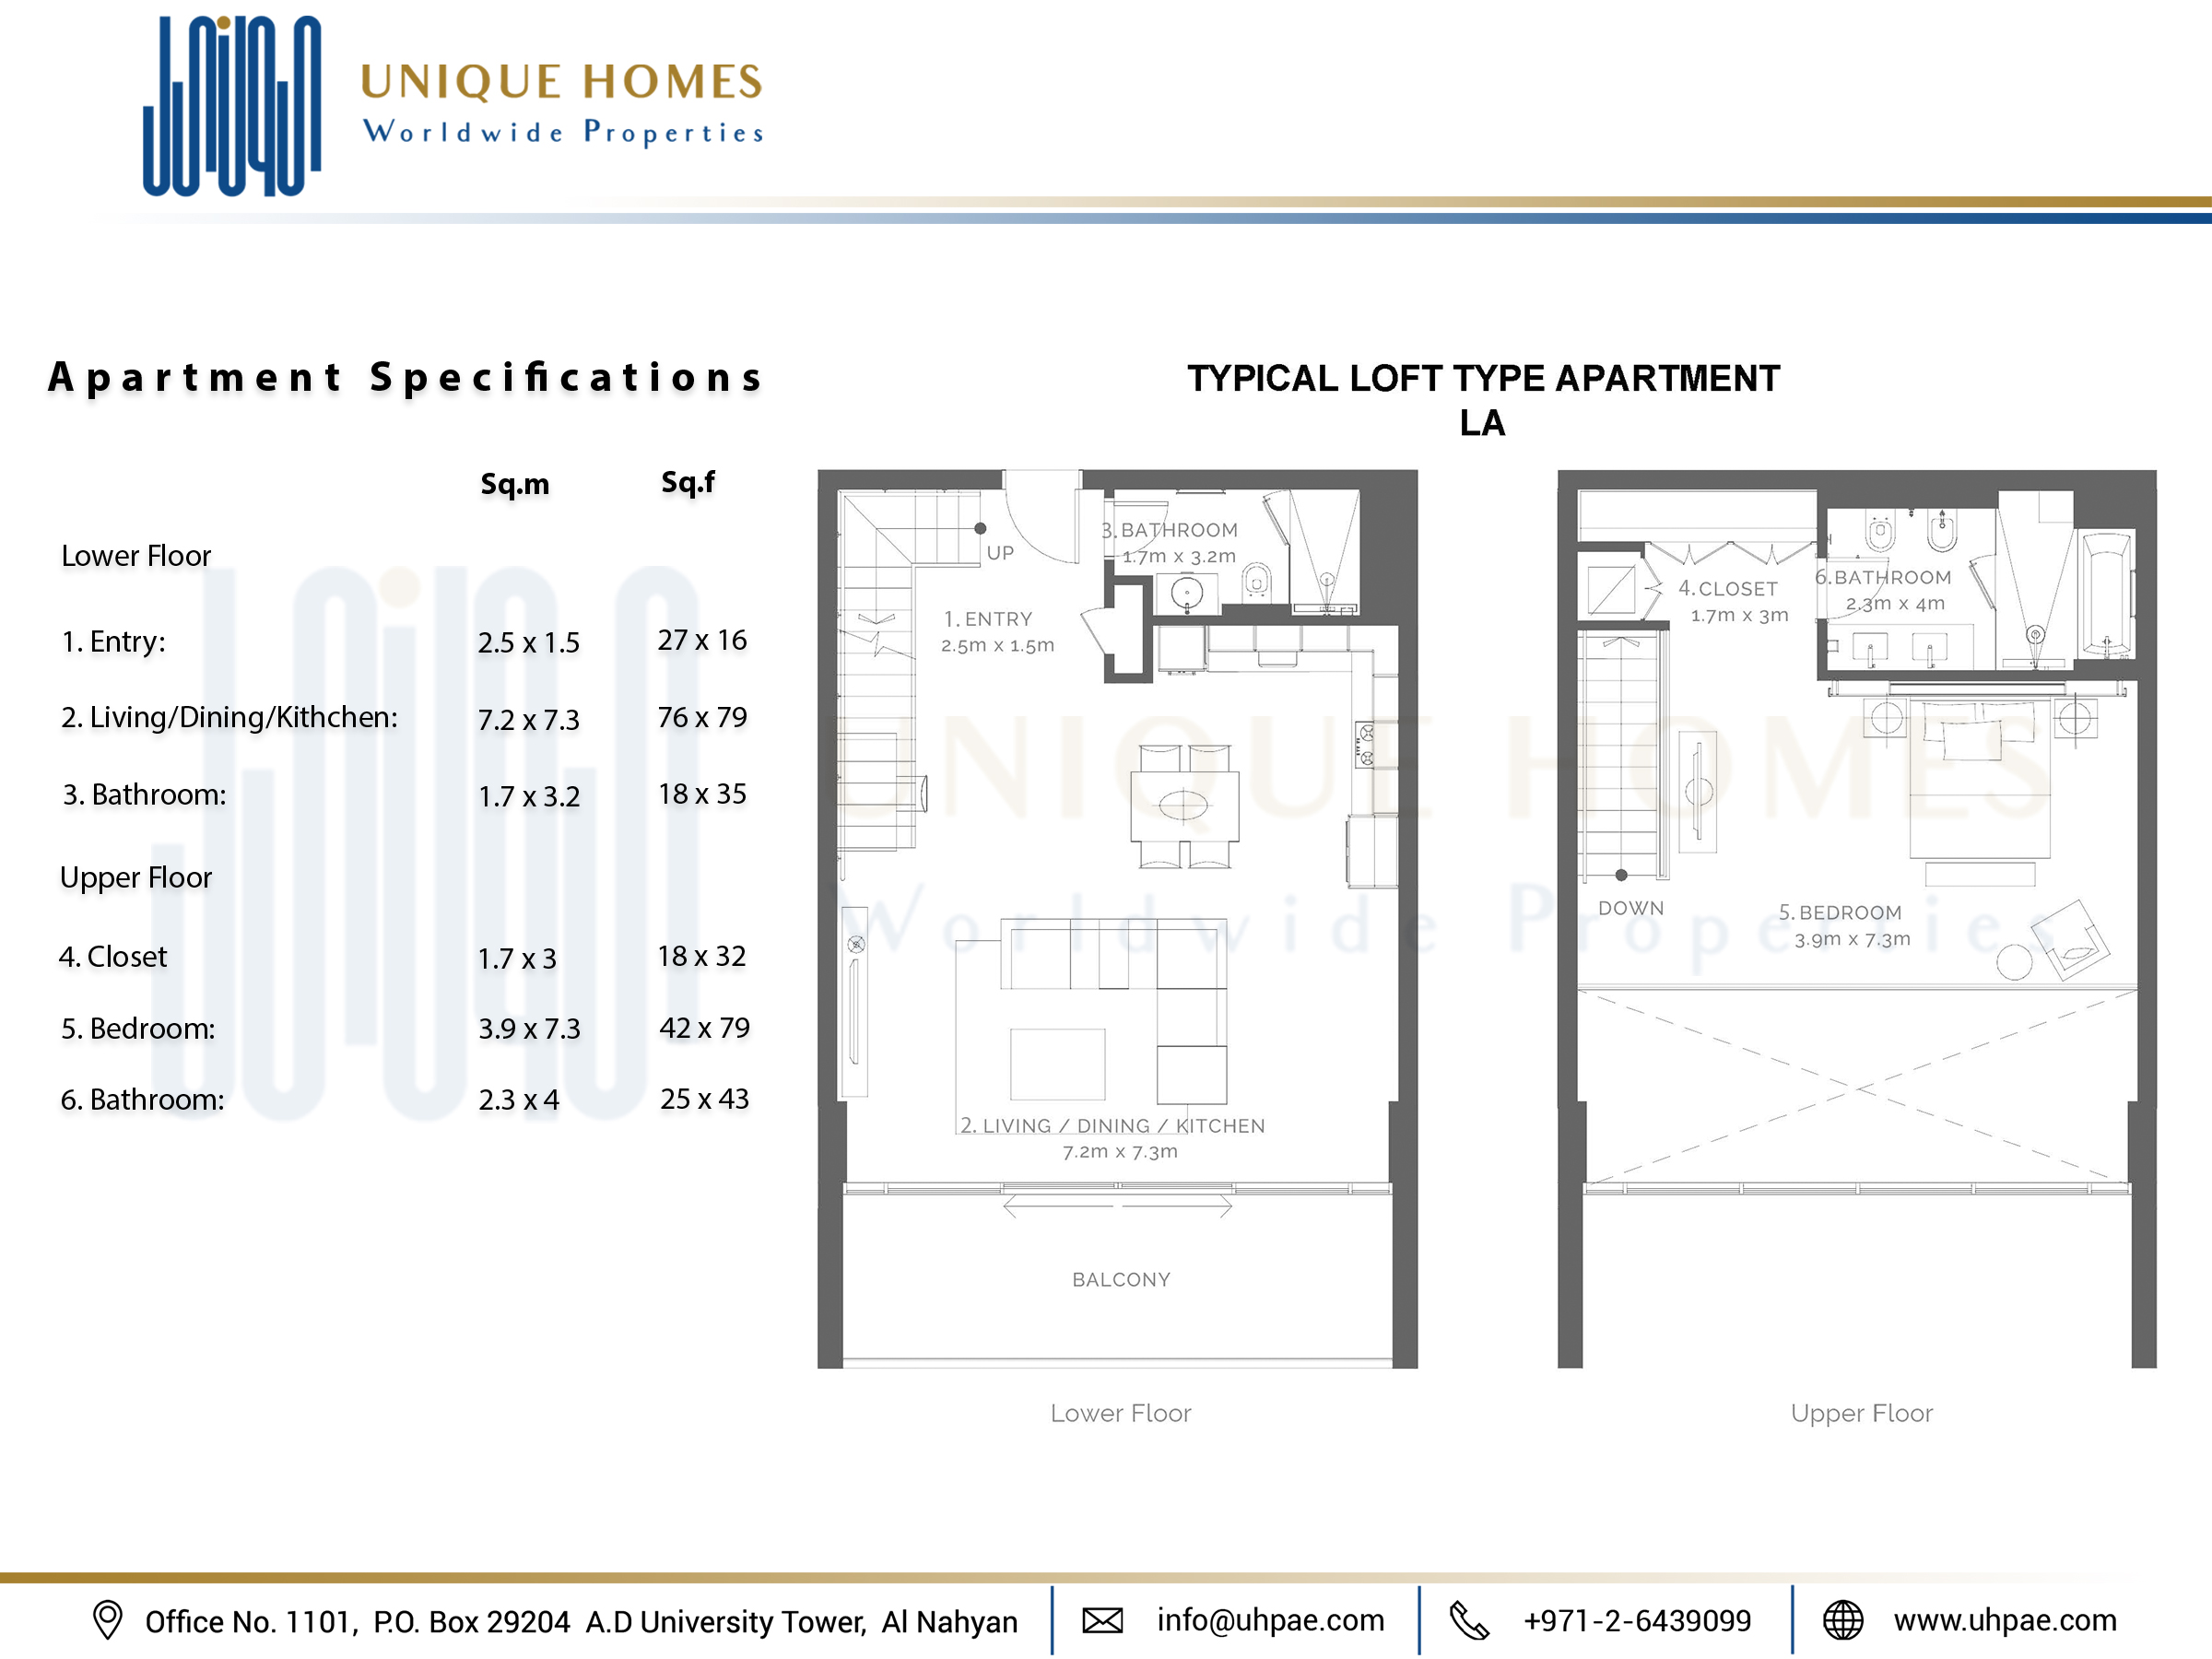 UNIQUE HOMES
Worldwide Properties
Apartment Specifications
Sq.m Sq.f
Lower Floor
1. Entry: 2.5 x 1.5 27 x 16
2. Living/Dining/Kithchen: 7.2 x 7.3 76 x 79
3. Bathroom: 1.7 x 3.2 18 x 35
Upper Floor
4. Closet 1.7 x 3 18 x 32
5. Bedroom: 3.9 x 7.3 42 x 79
6. Bathroom: 2.3 x 4 25 x 43
TYPICAL LOFT TYPE APARTMENT
LA
UP
3. BATHROOM
1.7m x 3.2m
1. ENTRY
2.5m x 1.5m
2. LIVING / DINING / KITCHEN
7.2m x 7.3m
BALCONY
Lower Floor
4. CLOSET
1.7m x 3m
6. BATHROOM
2.3m x 4m
DOWN
5. BEDROOM
3.9m x 7.3m
Upper Floor
UNIQUE HOMES
Worldwide Properties
Office No. 1101, P.O. Box 29204 A.D University Tower, Al Nahyan
info@uhpae.com
+971-2-6439099
www.uhpae.com